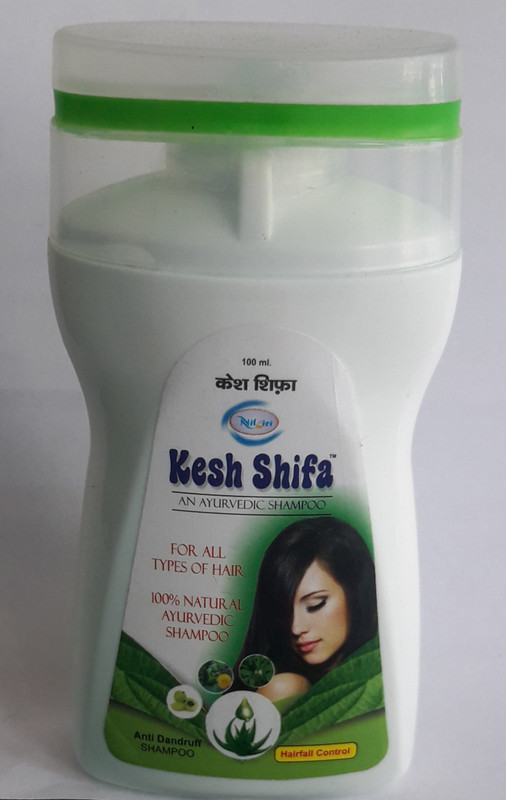 100 ml.
केश शिफ़ा
Kesh Shifa™
AN AYURVEDIC SHAMPOO
FOR ALL
TYPES OF HAIR
100% NATURAL
AYURVEDIC
SHAMPOO
Anti Dandruff
SHAMPOO
Hairfall Control